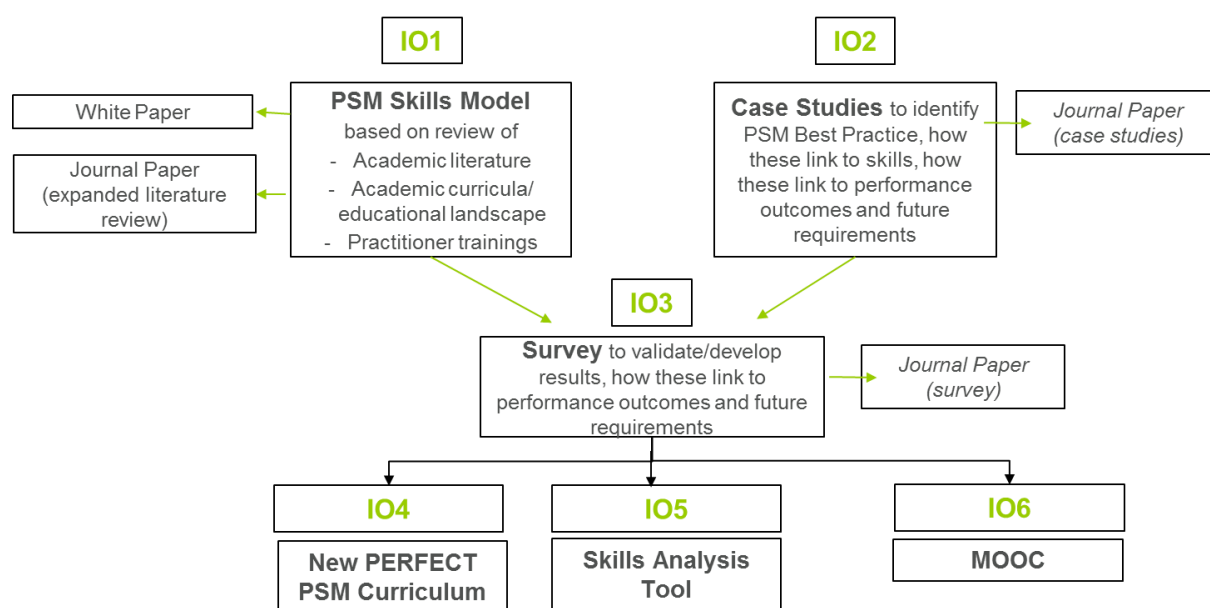 IO1
IO2
White Paper
Journal Paper
(expanded literature
review)
PSM Skills Model
based on review of
- Academic literature
- Academic curricula/
educational landscape
- Practitioner trainings
Case Studies to identify
PSM Best Practice, how
these link to skills, how
these link to performance
outcomes and future
requirements
Journal Paper
(case studies)
IO3
Survey to validate/develop
results, how these link to
performance outcomes and future
requirements
Journal Paper
(survey)
IO4
IO5
IO6
New PERFECT
PSM Curriculum
Skills Analysis
Tool
MOOC